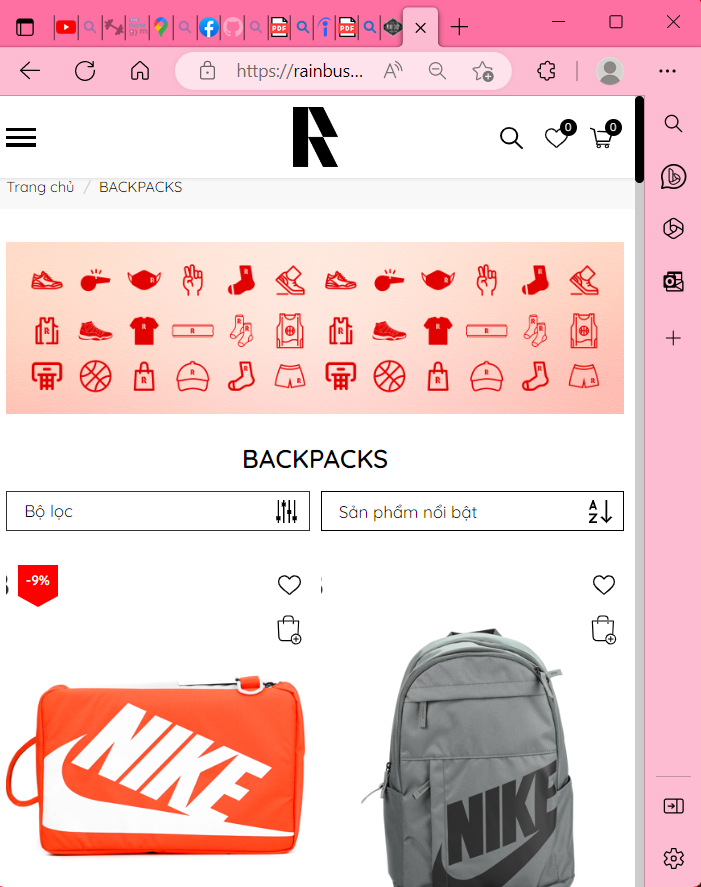 https://rainbus...
0
0
Trang chủ / BACKPACKS
BACKPACKS
Bộ lọc
Sản phẩm nổi bật
A
Z
-9%
NIKE
NIKE